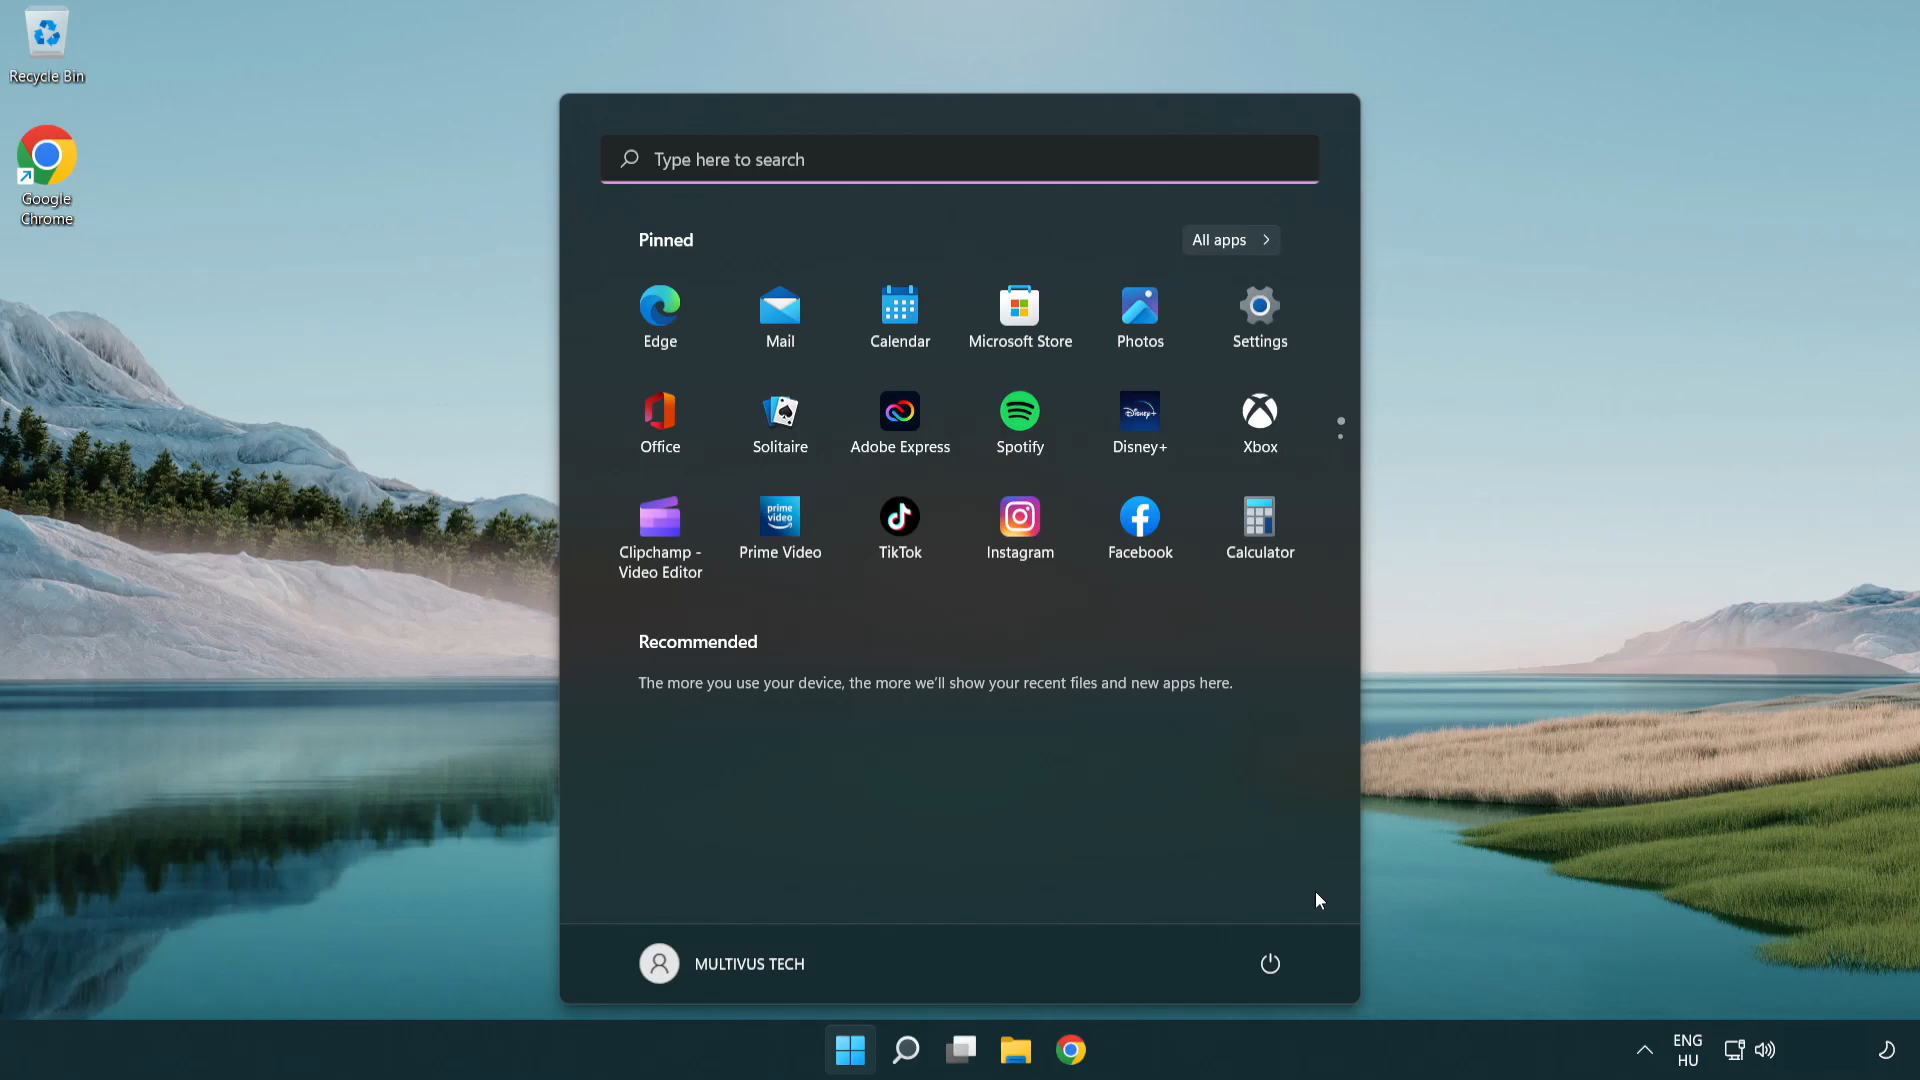 Recycle Bin
Google
Chrome
Type here to search
Pinned
All apps
Edge
Mail
Calendar
Microsoft Store
Photos
Settings
Office
Solitaire
Adobe Express
Spotify
Disney+
Disney+
Xbox
prime
video
Clipchamp -
Video Editor
Prime Video
TikTok
Instagram
Facebook
Calculator
Recommended
The more you use your device, the more we'll show your recent files and new apps here.
MULTIVUS TECH
ENG
HU